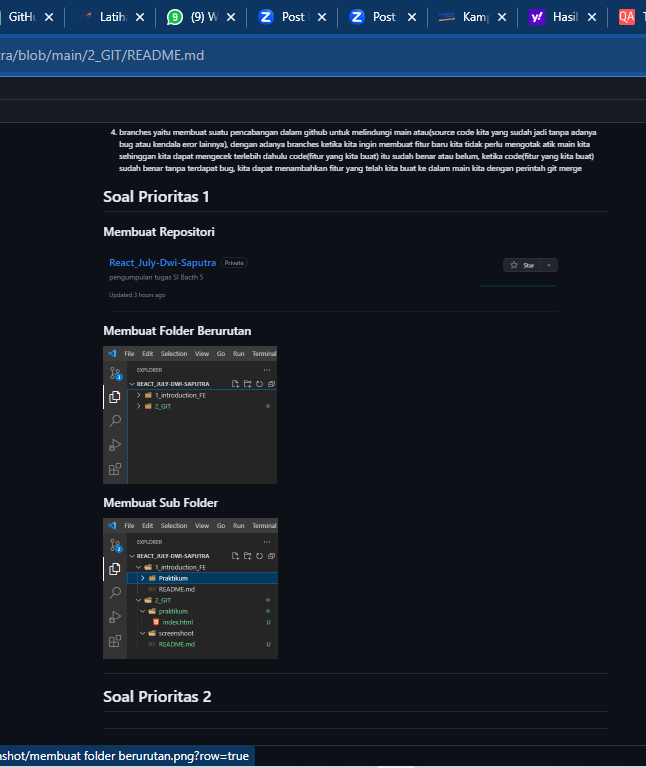 GitHu
Latiha
(9) W
Post
Post
Kamp
Hasil
QA
ra/blob/main/2_GIT/README.md
4. branches yaitu membuat suatu pencabangan dalam github untuk melindungi main atau(source code kita yang sudah jadi tanpa adanya
bug atau kendala eror lainnya), dengan adanya branches ketika kita ingin membuat fitur baru kita tidak perlu mengotak atik main kita
sehinggan kita dapat mengecek terlebih dahulu code(fitur yang kita buat) itu sudah benar atau belum, ketika code(fitur yang kita buat)
sudah benar tanpa terdapat bug, kita dapat menambahkan fitur yang telah kita buat ke dalam main kita dengan perintah git merge
Soal Prioritas 1
Membuat Repositori
React_July-Dwi-Saputra Private
Star
pengumpulan tugas SI Bacth 5
Updated 3 hours ago
Membuat Folder Berurutan
File Edit Selection View Go Run Terminal
EXPLORER
REACT_JULY-DWI-SAPUTRA
1_introduction_FE
2_GIT
Membuat Sub Folder
File Edit Selection View Go Run Terminal
EXPLORER
REACT_JULY-DWI-SAPUTRA
1_introduction_FE
Praktikum
README.md
2_GIT
praktikum
index.html U
screenshoot
README.md U
Soal Prioritas 2
nshot/membuat folder berurutan.png?row=true